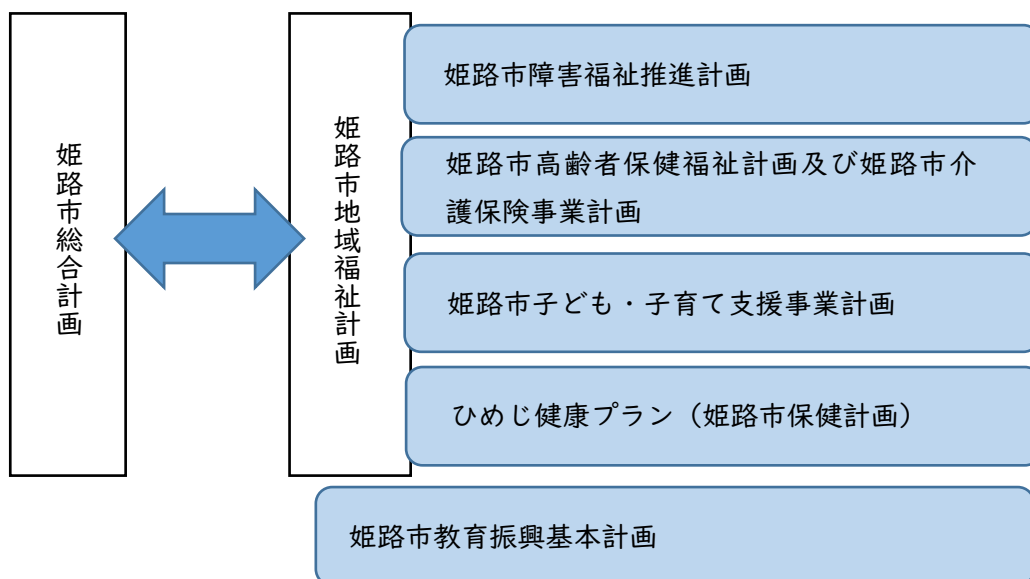 姫路市総合計画
姫路市地域福祉計画
姫路市障害福祉推進計画
姫路市高齢者保健福祉計画及び姫路市介
護保険事業計画
姫路市子ども・子育て支援事業計画
ひめじ健康プラン（姫路市保健計画）
姫路市教育振興基本計画